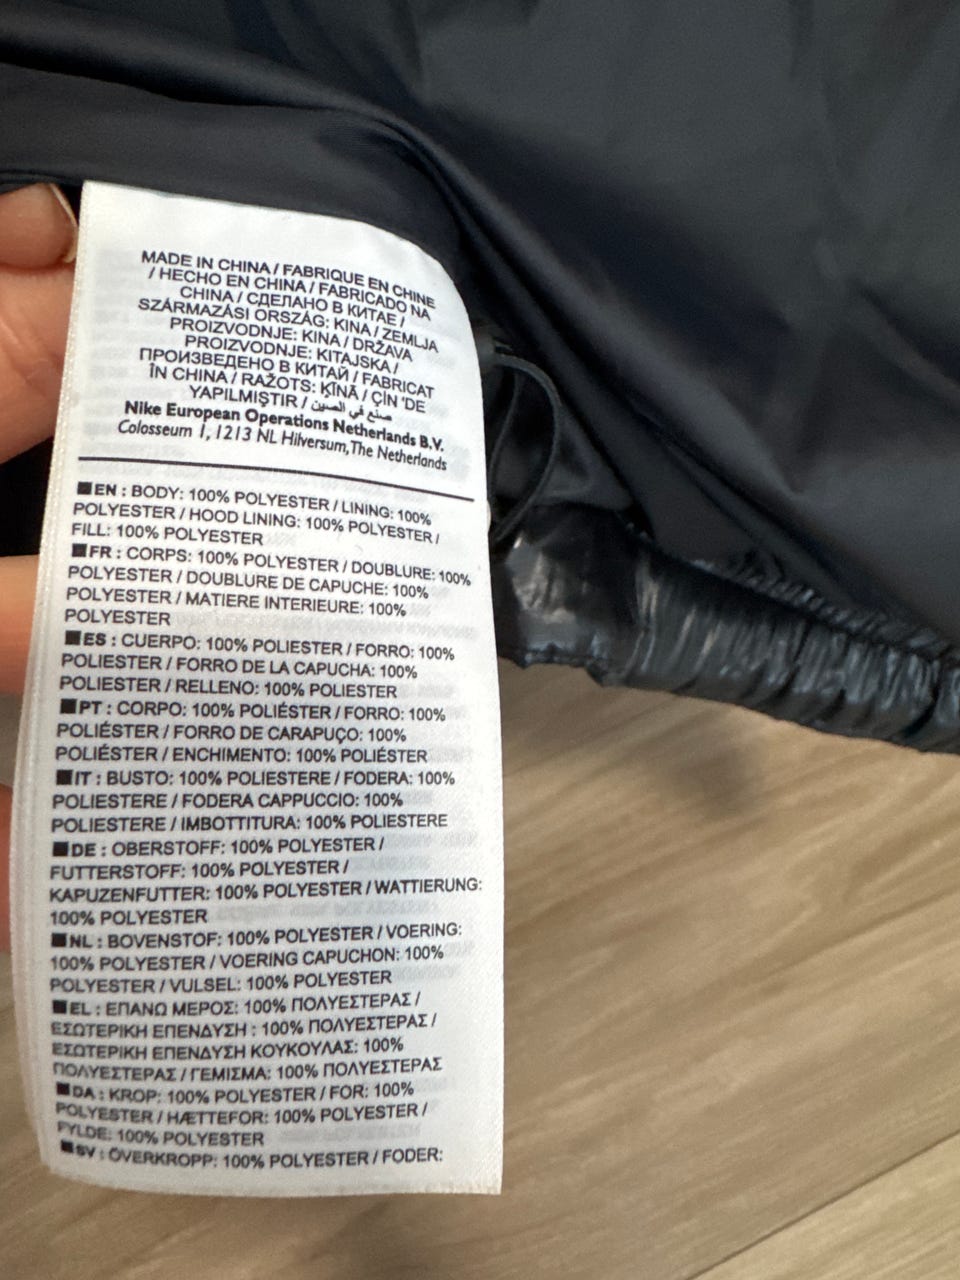 MADE IN CHINA / FABRIQUE EN CHINE
/ HECHO EN CHINA / FABRICADO NA
CHINA / СДЕЛАНО В КИТАЕ /
SZÁRMAZÁSI ORSZÁG: KINA / ZEMLJA
PROIZVODNJE: KINA / DRŽAVA
PROIZVODNJE: KITAJSKA /
ПРОИЗВЕДЕНО В КИТАЙ / FABRICAT
ÎN CHINA / RAŽOTS: ĶĪNĀ / ÇİN 'DE
YAPILMIŞTIR / صنع في الصين
Nike European Operations Netherlands B.V.
Colosseum 1, 1213 NL Hilversum, The Netherlands
■EN : BODY: 100% POLYESTER / LINING: 100%
POLYESTER / HOOD LINING: 100% POLYESTER /
FILL: 100% POLYESTER
■FR : CORPS: 100% POLYESTER / DOUBLURE: 100%
POLYESTER / DOUBLURE DE CAPUCHE: 100%
POLYESTER / MATIERE INTERIEURE: 100%
POLYESTER
■ES : CUERPO: 100% POLIESTER / FORRO: 100%
POLIESTER / FORRO DE LA CAPUCHA: 100%
POLIESTER / RELLENO: 100% POLIESTER
■PT : CORPO: 100% POLIÉSTER / FORRO: 100%
POLIÉSTER / FORRO DE CARAPUÇO: 100%
POLIÉSTER / ENCHIMENTO: 100% POLIÉSTER
■IT : BUSTO: 100% POLIESTERE / FODERA: 100%
POLIESTERE / FODERA CAPPUCCIO: 100%
POLIESTERE / IMBOTTITURA: 100% POLIESTERE
■DE : OBERSTOFF: 100% POLYESTER /
FUTTERSTOFF: 100% POLYESTER /
KAPUZENFUTTER: 100% POLYESTER / WATTIERUNG:
100% POLYESTER
■NL : BOVENSTOF: 100% POLYESTER / VOERING:
100% POLYESTER / VOERING CAPUCHON: 100%
POLYESTER / VULSEL: 100% POLYESTER
■EL : ΕΠΑΝΩ ΜΕΡΟΣ: 100% ΠΟΛΥΕΣΤΕΡΑΣ /
ΕΣΩΤΕΡΙΚΗ ΕΠΕΝΔΥΣΗ : 100% ΠΟΛΥΕΣΤΕΡΑΣ /
ΕΣΩΤΕΡΙΚΗ ΕΠΕΝΔΥΣΗ ΚΟΥΚΟΥΛΑΣ: 100%
ΠΟΛΥΕΣΤΕΡΑΣ / ΓΕΜΙΣΜΑ: 100% ΠΟΛΥΕΣΤΕΡΑΣ
■DA : KROP: 100% POLYESTER / FOR: 100%
POLYESTER / HÆTTEFOR: 100% POLYESTER /
FYLDE: 100% POLYESTER
■SV : ÖVERKROPP: 100% POLYESTER / FODER: